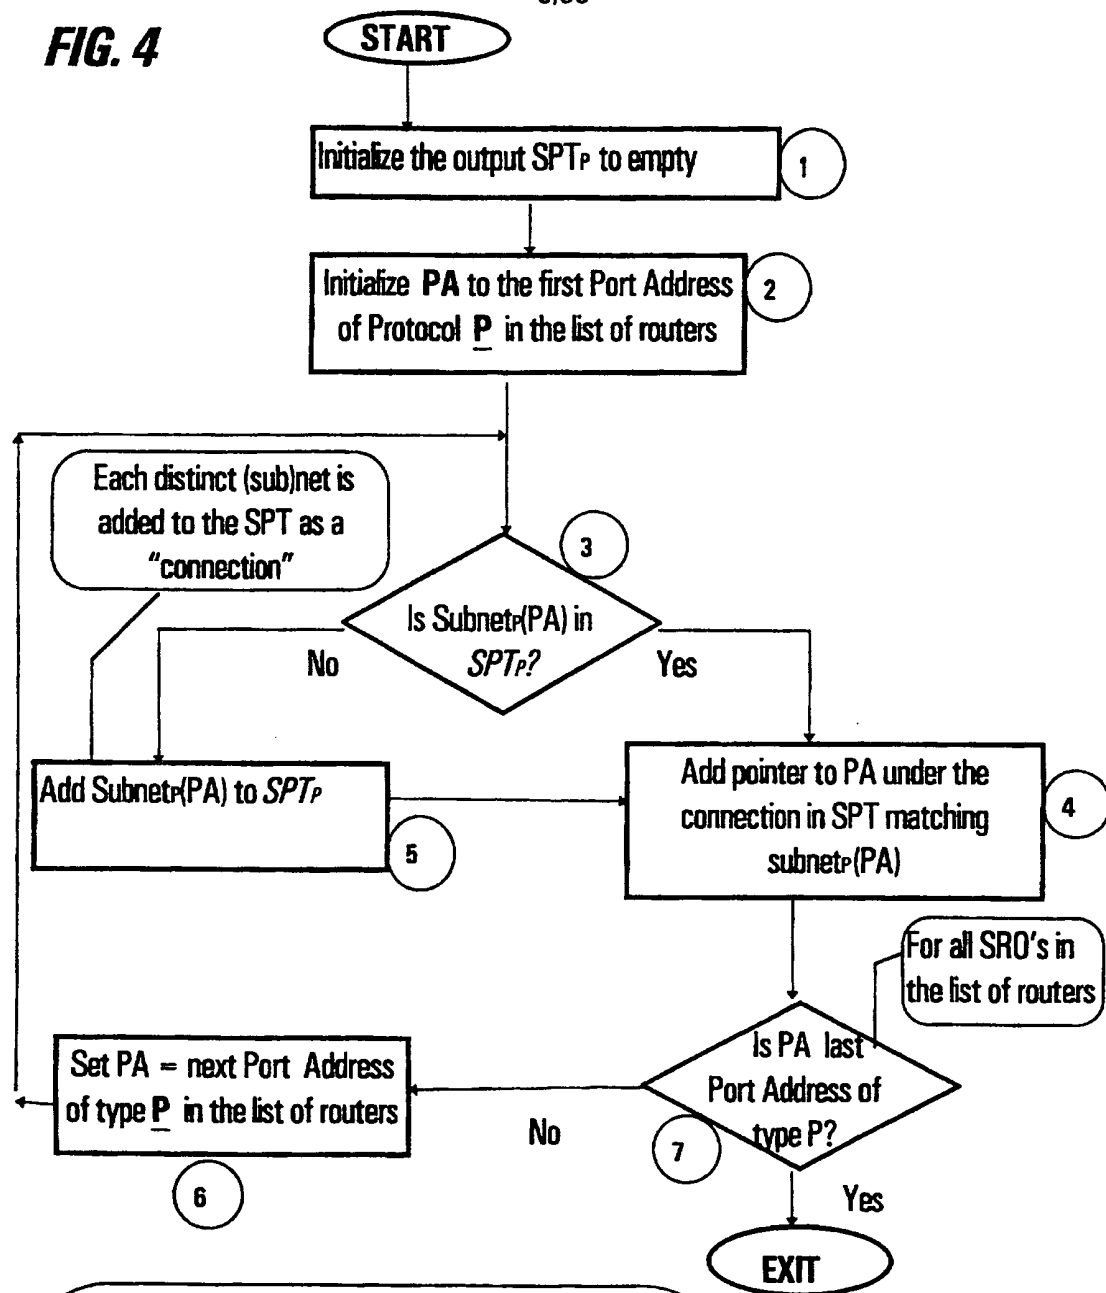 FIG. 4
START
Initialize the output SPTP to empty
1
Initialize PA to the first Port Address
of Protocol P in the list of routers
2
Each distinct (sub)net is
added to the SPT as a
"connection"
3
Is SubnetP(PA) in
SPTP?
No
Yes
Add SubnetP(PA) to SPTP
5
Add pointer to PA under the
connection in SPT matching
subnetP(PA)
4
For all SRO's in
the list of routers
Is PA last
Port Address of
type P?
7
No
Set PA = next Port Address
of type P in the list of routers
6
Yes
EXIT